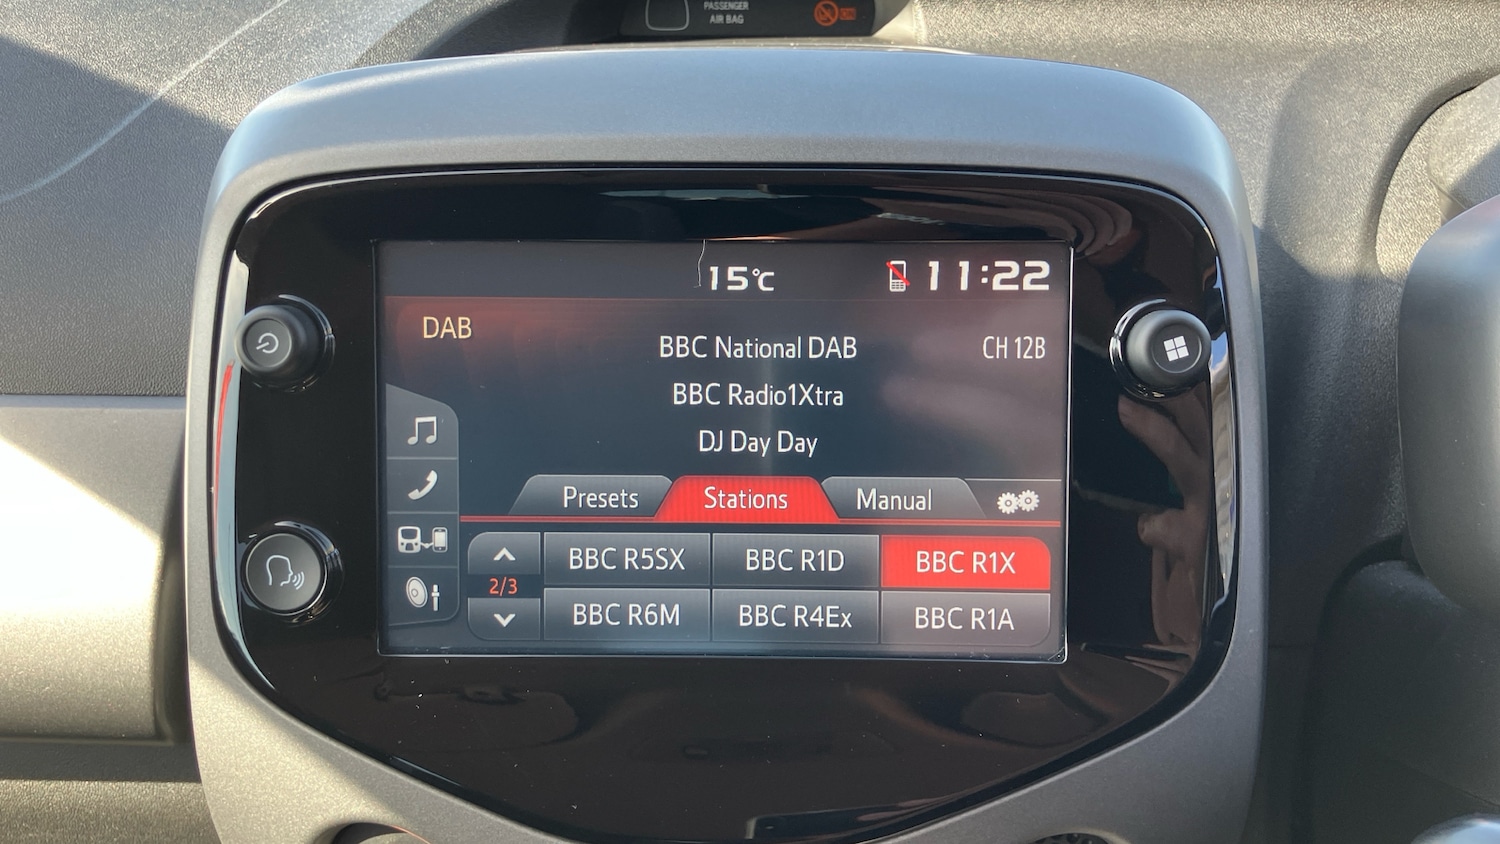 PASSENGER
AIR BAG
ON
15°C
11:22
DAB
BBC National DAB
CH 12B
BBC Radio1Xtra
DJ Day Day
Presets
Stations
Manual
BBC R5SX
BBC R1D
BBC R1X
2/3
BBC R6M
BBC R4Ex
BBC R1A